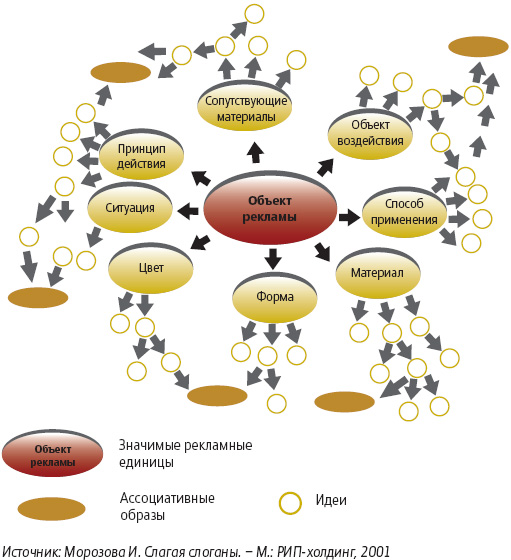 Сопутствующие
материалы
Объект
воздействия
Принцип
действия
Объект
рекламы
Ситуация
Способ
применения
Цвет
Форма
Материал
Объект
рекламы
Значимые рекламные
единицы
Ассоциативные
образы
Идеи
Источник: Морозова И. Слагая слоганы. – М.: РИП-холдинг, 2001